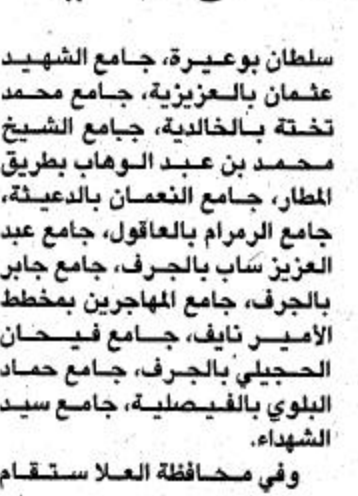 سلطان بوعيرة، جامع الشهيد
عثمان بالعزيزية، جامع محمد
تختة بالخالدية، جامع الشيخ
محمد بن عبد الوهاب بطريق
المطار، جامع النعمان بالدعيثة،
جامع الرمرام بالعاقول، جامع عبد
العزيز ساب بالجرف، جامع جابر
بالجرف، جامع المهاجرين بمخطط
الأمير نايف، جامع فيحان
الحجيلي بالجرف، جامع حماد
البلوي بالفيصلية، جامع سيد
الشهداء.
وفي محافظة العلا ستقام